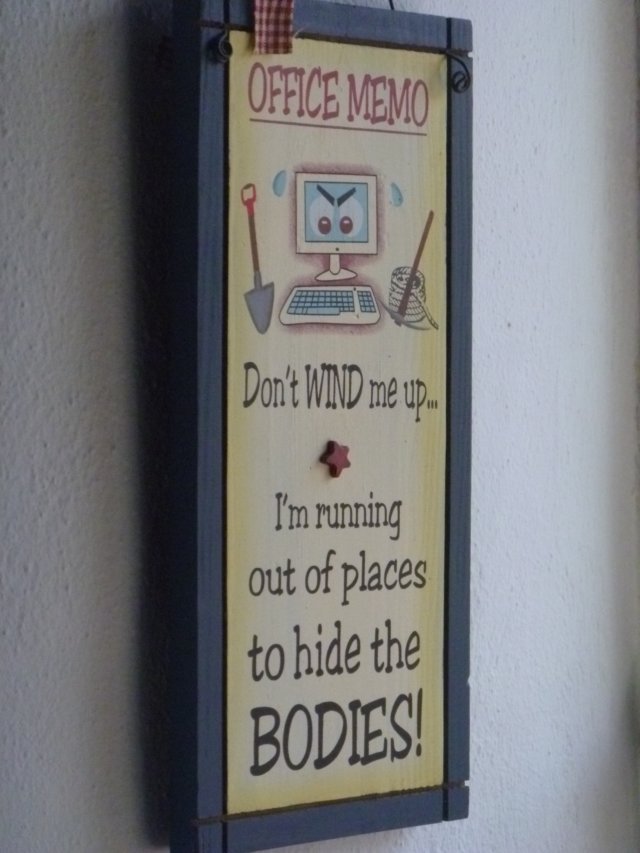 OFFICE MEMO
Don't WIND me up...
I'm running
out of places
to hide the
BODIES!